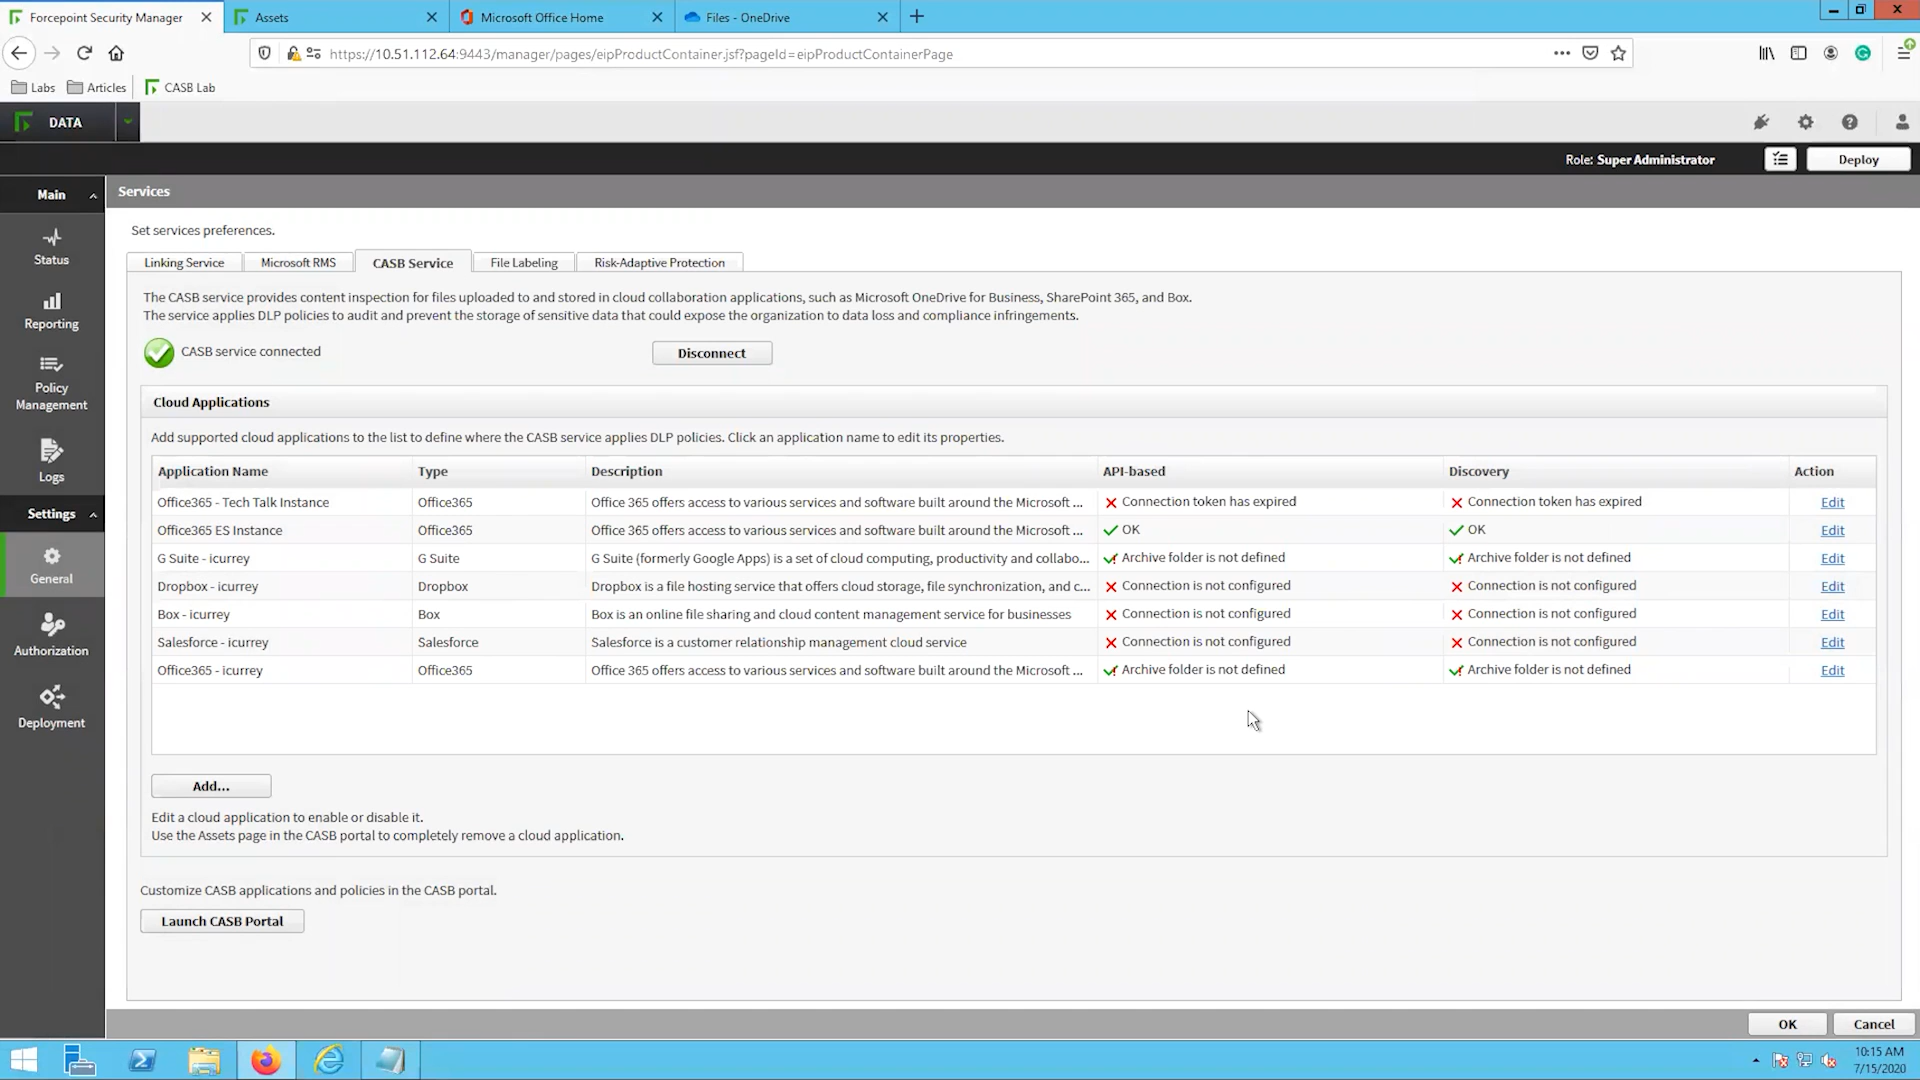 Forcepoint Security Manager
Assets
Microsoft Office Home
Files - OneDrive
https://10.51.112.64:9443/manager/pages/eipProductContainer.jsf?pageId=eipProductContainerPage
Labs
Articles
CASB Lab
DATA
Role: Super Administrator
Deploy
Main
Services
Status
Reporting
Policy
Management
Logs
Settings
General
Authorization
Deployment
Set services preferences.
Linking Service
Microsoft RMS
CASB Service
File Labeling
Risk-Adaptive Protection
The CASB service provides content inspection for files uploaded to and stored in cloud collaboration applications, such as Microsoft OneDrive for Business, SharePoint 365, and Box.
The service applies DLP policies to audit and prevent the storage of sensitive data that could expose the organization to data loss and compliance infringements.
CASB service connected
Disconnect
Cloud Applications
Add supported cloud applications to the list to define where the CASB service applies DLP policies. Click an application name to edit its properties.
Application Name Type Description API-based Discovery Action
Office365 - Tech Talk Instance Office365 Office 365 offers access to various services and software built around the Microsoft ... Connection token has expired Connection token has expired Edit
Office365 ES Instance Office365 Office 365 offers access to various services and software built around the Microsoft ... OK OK Edit
G Suite - icurrey G Suite G Suite (formerly Google Apps) is a set of cloud computing, productivity and collabo... Archive folder is not defined Archive folder is not defined Edit
Dropbox - icurrey Dropbox Dropbox is a file hosting service that offers cloud storage, file synchronization, and c... Connection is not configured Connection is not configured Edit
Box - icurrey Box Box is an online file sharing and cloud content management service for businesses Connection is not configured Connection is not configured Edit
Salesforce - icurrey Salesforce Salesforce is a customer relationship management cloud service Connection is not configured Connection is not configured Edit
Office365 - icurrey Office365 Office 365 offers access to various services and software built around the Microsoft ... Archive folder is not defined Archive folder is not defined Edit
Add...
Edit a cloud application to enable or disable it.
Use the Assets page in the CASB portal to completely remove a cloud application.
Customize CASB applications and policies in the CASB portal.
Launch CASB Portal
OK
Cancel
10:15 AM
7/15/2020